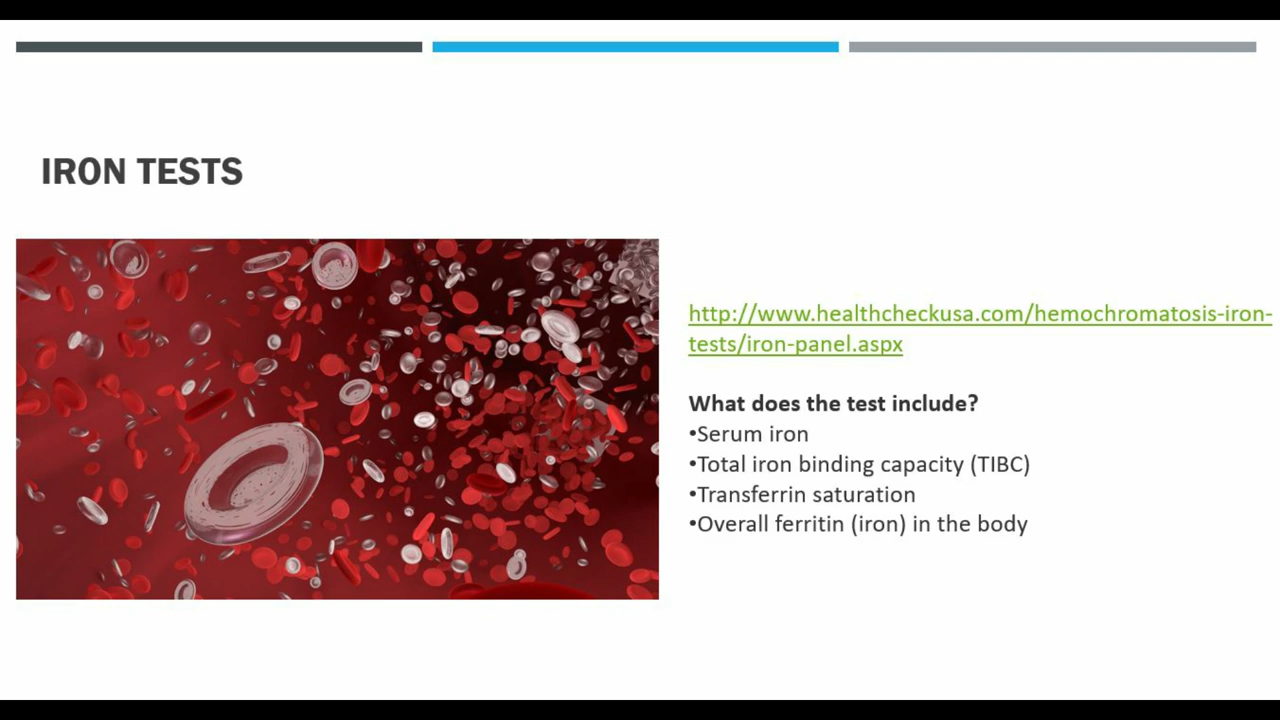 IRON TESTS
http://www.healthcheckusa.com/hemochromatosis-iron-
tests/iron-panel.aspx
What does the test include?
•Serum iron
•Total iron binding capacity (TIBC)
•Transferrin saturation
•Overall ferritin (iron) in the body